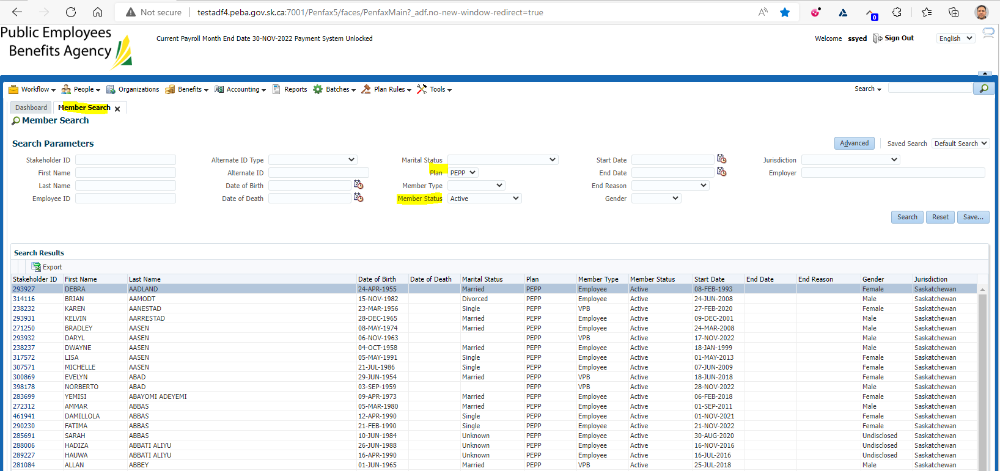 Not secure testadf4.peba.gov.sk.ca:7001/Penfax5/faces/PenfaxMain?_adf.no-new-window-redirect=true
0
Public Employees
Benefits Agency
Current Payroll Month End Date 30-NOV-2022 Payment System Unlocked
Welcome ssyed Sign Out English
Workflow People Organizations Benefits Accounting Reports Batches Plan Rules Tools Search
Dashboard Member Search
Member Search
Search Parameters Advanced Saved Search Default Search
Stakeholder ID Alternate ID Type Marital Status Start Date Jurisdiction
First Name Alternate ID Plan PEPP End Date Employer
Last Name Date of Birth Member Type End Reason
Employee ID Date of Death Member Status Active Gender
Search Reset Save...
Search Results
Export
Stakeholder ID First Name Last Name Date of Birth Date of Death Marital Status Plan Member Type Member Status Start Date End Date End Reason Gender Jurisdiction
293927 DEBRA AADLAND 24-APR-1955 Married PEPP Employee Active 08-FEB-1993 Female Saskatchewan
314116 BRIAN AAMODT 15-NOV-1982 Divorced PEPP Employee Active 24-JUN-2008 Male Saskatchewan
238232 KAREN AANESTAD 23-MAR-1956 Single PEPP VPB Active 27-FEB-2020 Female Saskatchewan
293931 KELVIN AARRESTAD 28-DEC-1965 Married PEPP Employee Active 09-DEC-2001 Male Saskatchewan
271250 BRADLEY AASEN 08-MAY-1974 Married PEPP Employee Active 24-MAR-2008 Male Saskatchewan
293932 DARYL AASEN 06-NOV-1963 PEPP VPB Active 17-NOV-2022 Male Saskatchewan
238237 DWAYNE AASEN 04-OCT-1958 Married PEPP Employee Active 18-JAN-1999 Male Saskatchewan
317572 LISA AASEN 05-MAY-1991 Single PEPP Employee Active 01-MAY-2013 Female Saskatchewan
307571 MICHELLE AASEN 21-JUL-1986 Single PEPP Employee Active 07-JUN-2009 Female Saskatchewan
300869 EVELYN ABAD 29-JUN-1954 Married PEPP VPB Active 18-JUN-2018 Female Saskatchewan
398178 NORBERTO ABAD 03-SEP-1959 PEPP VPB Active 28-NOV-2022 Male Saskatchewan
283699 YEMISI ABAYOMI ADEYEMI 09-APR-1973 Married PEPP Employee Active 06-FEB-2018 Female Saskatchewan
272312 AMMAR ABBAS 05-MAR-1980 Married PEPP Employee Active 01-SEP-2011 Male Saskatchewan
461941 DAMILLOLA ABBAS 12-APR-1990 Single PEPP Employee Active 01-NOV-2021 Female Saskatchewan
290230 FATIMA ABBAS 21-FEB-1990 Single PEPP Employee Active 21-NOV-2022 Female Saskatchewan
285691 SARAH ABBAS 10-JUN-1984 Unknown PEPP Employee Active 30-AUG-2020 Undisclosed Saskatchewan
288006 HADIZA ABBATI ALIYU 26-JUN-1988 Unknown PEPP Employee Active 16-NOV-2016 Undisclosed Saskatchewan
289227 HAUWA ABBATI ALIYU 16-APR-1990 Unknown PEPP Employee Active 16-JUL-2016 Undisclosed Saskatchewan
281084 ALLAN ABBEY 01-JUN-1965 Married PEPP VPB Active 25-JUL-2018 Male Saskatchewan